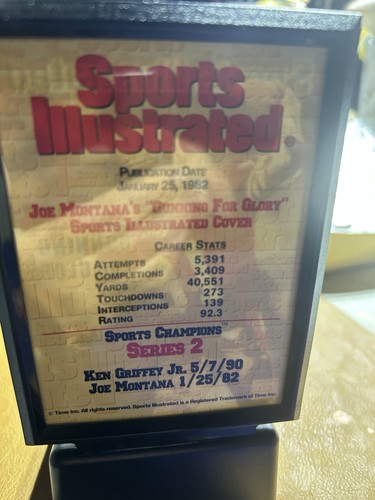 Sports
Illustrated®
PUBLICATION DATE
JANUARY 25, 1982
JOE MONTANA'S "GUNNING FOR GLORY"
SPORTS ILLUSTRATED COVER
CAREER STATS
ATTEMPTS 5,391
COMPLETIONS 3,409
YARDS 40,551
TOUCHDOWNS 273
INTERCEPTIONS 139
RATING 92.3
SPORTS CHAMPIONS™
SERIES 2
KEN GRIFFEY JR. 5/7/90
JOE MONTANA 1/25/82
© Time Inc. All rights reserved. Sports Illustrated is a Registered Trademark of Time Inc.